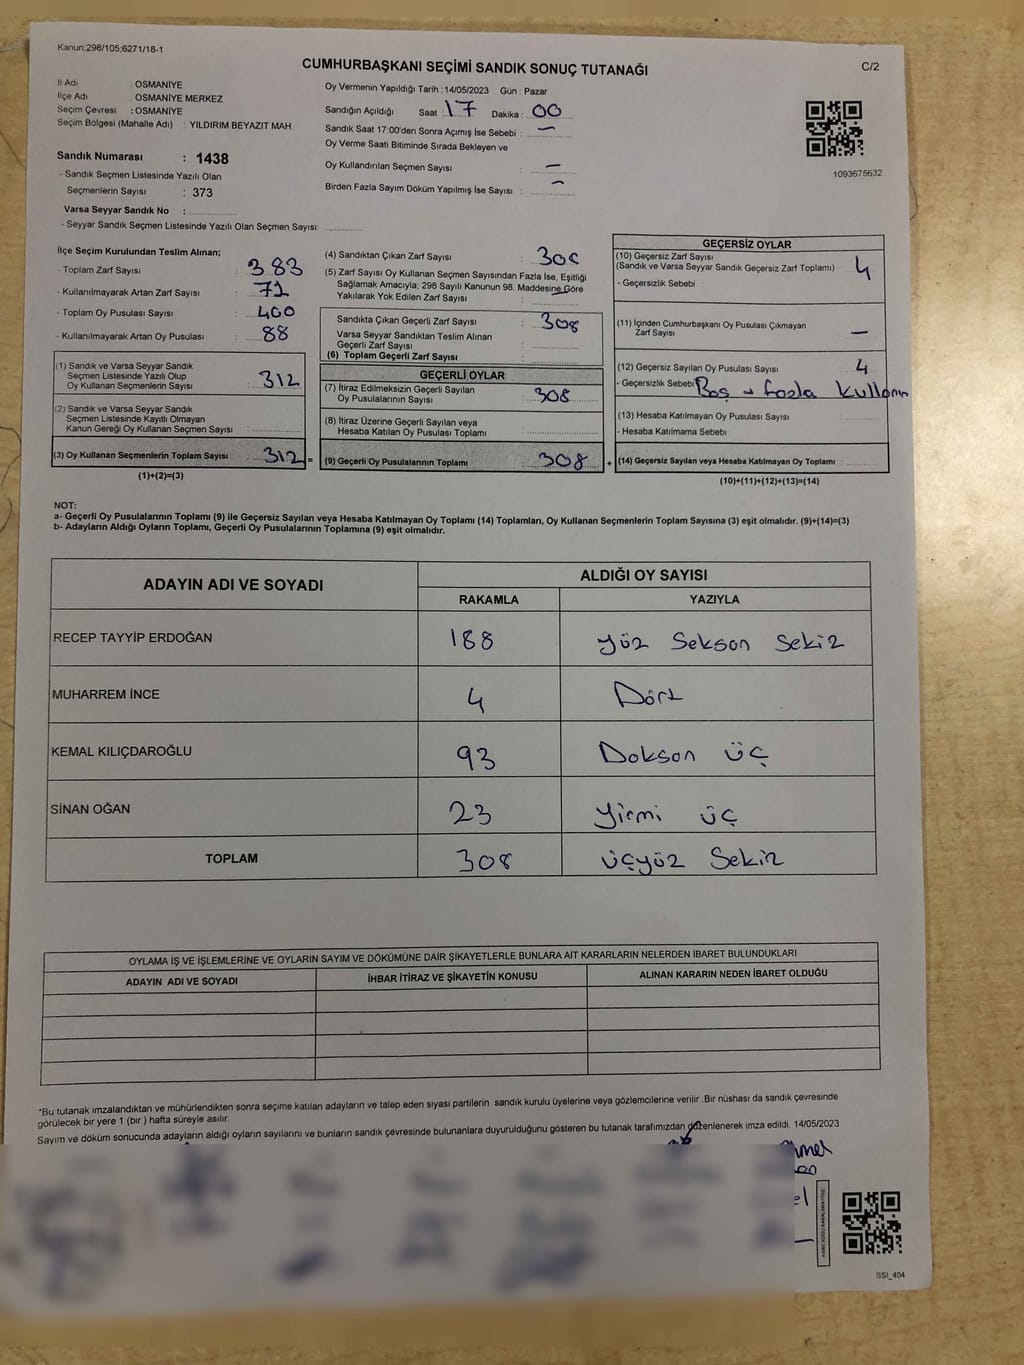 Kanun:298/105;6271/18-1
CUMHURBAŞKANI SEÇİMİ SANDIK SONUÇ TUTANAĞI
C/2
İl Adı : OSMANİYE
İlçe Adı : OSMANİYE MERKEZ
Seçim Çevresi : OSMANİYE
Seçim Bölgesi (Mahalle Adı) : YILDIRIM BEYAZIT MAH.
Sandık Numarası : 1438
- Sandık Seçmen Listesinde Yazılı Olan
Seçmenlerin Sayısı : 373
Varsa Seyyar Sandık No :
- Seyyar Sandık Seçmen Listesinde Yazılı Olan Seçmen Sayısı:
Oy Vermenin Yapıldığı Tarih : 14/05/2023 Gün : Pazar
Sandığın Açıldığı Saat : 17 Dakika : 00
Sandık Saat 17:00'den Sonra Açımış İse Sebebi : —
Oy Verme Saati Bitiminde Sırada Bekleyen ve
Oy Kullandırılan Seçmen Sayısı : —
Birden Fazla Sayım Döküm Yapılmış İse Sayısı : —
1093675632
İlçe Seçim Kurulundan Teslim Alınan;
- Toplam Zarf Sayısı : 383
- Kullanılmayarak Artan Zarf Sayısı : 71
- Toplam Oy Pusulası Sayısı : 400
- Kullanılmayarak Artan Oy Pusulası : 88
(1) Sandık ve Varsa Seyyar Sandık
Seçmen Listesinde Yazılı Olup
Oy Kullanan Seçmenlerin Sayısı : 312
(2) Sandık ve Varsa Seyyar Sandık
Seçmen Listesinde Kayıtlı Olmayan
Kanun Gereği Oy Kullanan Seçmen Sayısı :
(3) Oy Kullanan Seçmenlerin Toplam Sayısı : 312 =
(1)+(2)=(3)
(4) Sandıktan Çıkan Zarf Sayısı :
(5) Zarf Sayısı Oy Kullanan Seçmen Sayısından Fazla İse, Eşitliği
Sağlamak Amacıyla; 298 Sayılı Kanunun 98. Maddesine Göre
Yakılarak Yok Edilen Zarf Sayısı :
Sandıkta Çıkan Geçerli Zarf Sayısı : 308
Varsa Seyyar Sandıktan Teslim Alınan
Geçerli Zarf Sayısı :
(6) Toplam Geçerli Zarf Sayısı :
GEÇERLİ OYLAR
(7) İtiraz Edilmeksizin Geçerli Sayılan
Oy Pusulalarının Sayısı : 308
(8) İtiraz Üzerine Geçerli Sayılan veya
Hesaba Katılan Oy Pusulası Toplamı :
(9) Geçerli Oy Pusulalarının Toplamı : 308 +
GEÇERSİZ OYLAR
(10) Geçersiz Zarf Sayısı
(Sandık ve Varsa Seyyar Sandık Geçersiz Zarf Toplamı) : 4
- Geçersizlik Sebebi :
(11) İçinden Cumhurbaşkanı Oy Pusulası Çıkmayan
Zarf Sayısı : —
(12) Geçersiz Sayılan Oy Pusulası Sayısı : 4
- Geçersizlik Sebebi Boş fazla
(13) Hesaba Katılmayan Oy Pusulası Sayısı :
- Hesaba Katılmama Sebebi :
(14) Geçersiz Sayılan veya Hesaba Katılmayan Oy Toplamı :
(10)+(11)+(12)+(13)=(14)
NOT:
a- Geçerli Oy Pusulalarının Toplamı (9) ile Geçersiz Sayılan veya Hesaba Katılmayan Oy Toplamı (14) Toplamları, Oy Kullanan Seçmenlerin Toplam Sayısına (3) eşit olmalıdır. (9)+(14)=(3)
b- Adayların Aldığı Oyların Toplamı, Geçerli Oy Pusulalarının Toplamına (9) eşit olmalıdır.
ADAYIN ADI VE SOYADI ALDIĞI OY SAYISI
RAKAMLA YAZIYLA
RECEP TAYYİP ERDOĞAN 188 yüz Seksen Sekiz
MUHARREM İNCE 4 Dört
KEMAL KILIÇDAROĞLU 93 Doksan üç
SİNAN OĞAN 23 yirmi üç
TOPLAM 308 üçyüz Sekiz
OYLAMA İŞ VE İŞLEMLERİNE VE OYLARIN SAYIM VE DÖKÜMÜNE DAİR ŞİKAYETLERLE BUNLARA AİT KARARLARIN NELERDEN İBARET BULUNDUKLARI
ADAYIN ADI VE SOYADI İHBAR İTİRAZ VE ŞİKAYETİN KONUSU ALINAN KARARIN NEDEN İBARET OLDUĞU
*Bu tutanak imzalandıktan ve mühürlendikten sonra seçime katılan adayların ve talep eden siyasi partilerin sandık kurulu üyelerine veya gözlemcilerine verilir .Bir nüshası da sandık çevresinde
görülecek bir yere 1 (bir ) hafta süreyle asılır.
Sayım ve döküm sonucunda adayların aldığı oyların sayılarını ve bunların sandık çevresinde bulunanlara duyurulduğunu gösteren bu tutanak tarafımızdan düzenlenerek imza edildi. 14/05/2023
SSI_404